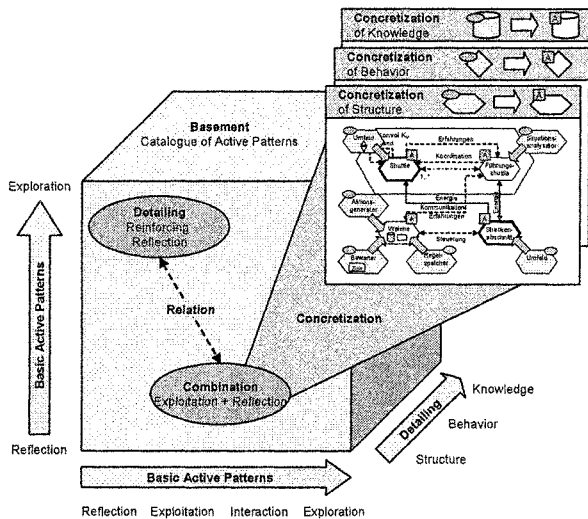 Concretization
of Knowledge
A
Concretization
of Behavior
A
Concretization
of Structure
A
Umfeld
Erfahrungen
Situations-
Shuttle
A
Koordination
A
Führungs-
shuttle
Energie
Kommunikation
Erfahrungen
A
Aktions-
generator
A
Weiche
Steuerung
Strecken-
abschnitt
Bewerter
Regel-
speicher
Umfeld
Basement
Catalogue of Active Patterns
Exploration
Detailing
Reinforcing
Reflection
Relation
Concretization
Combination
Exploitation + Reflection
Basic Active Patterns
Reflection
Detailing
Knowledge
Behavior
Structure
Basic Active Patterns
Reflection Exploitation Interaction Exploration